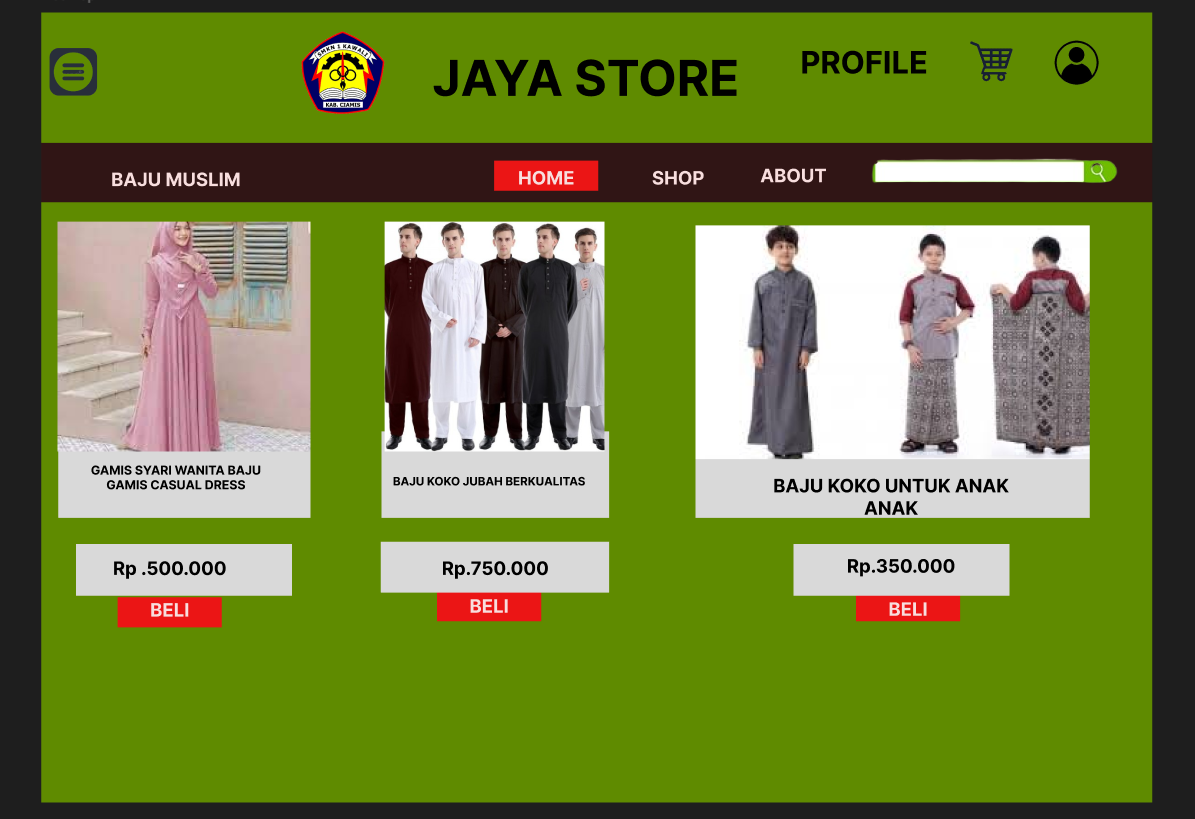 SMKN 1 KAWALI
KAB. CIAMIS
JAYA STORE
PROFILE
BAJU MUSLIM
HOME
SHOP
ABOUT
GAMIS SYARI WANITA BAJU
GAMIS CASUAL DRESS
BAJU KOKO JUBAH BERKUALITAS
BAJU KOKO UNTUK ANAK
ANAK
Rp .500.000
Rp.750.000
Rp.350.000
BELI
BELI
BELI